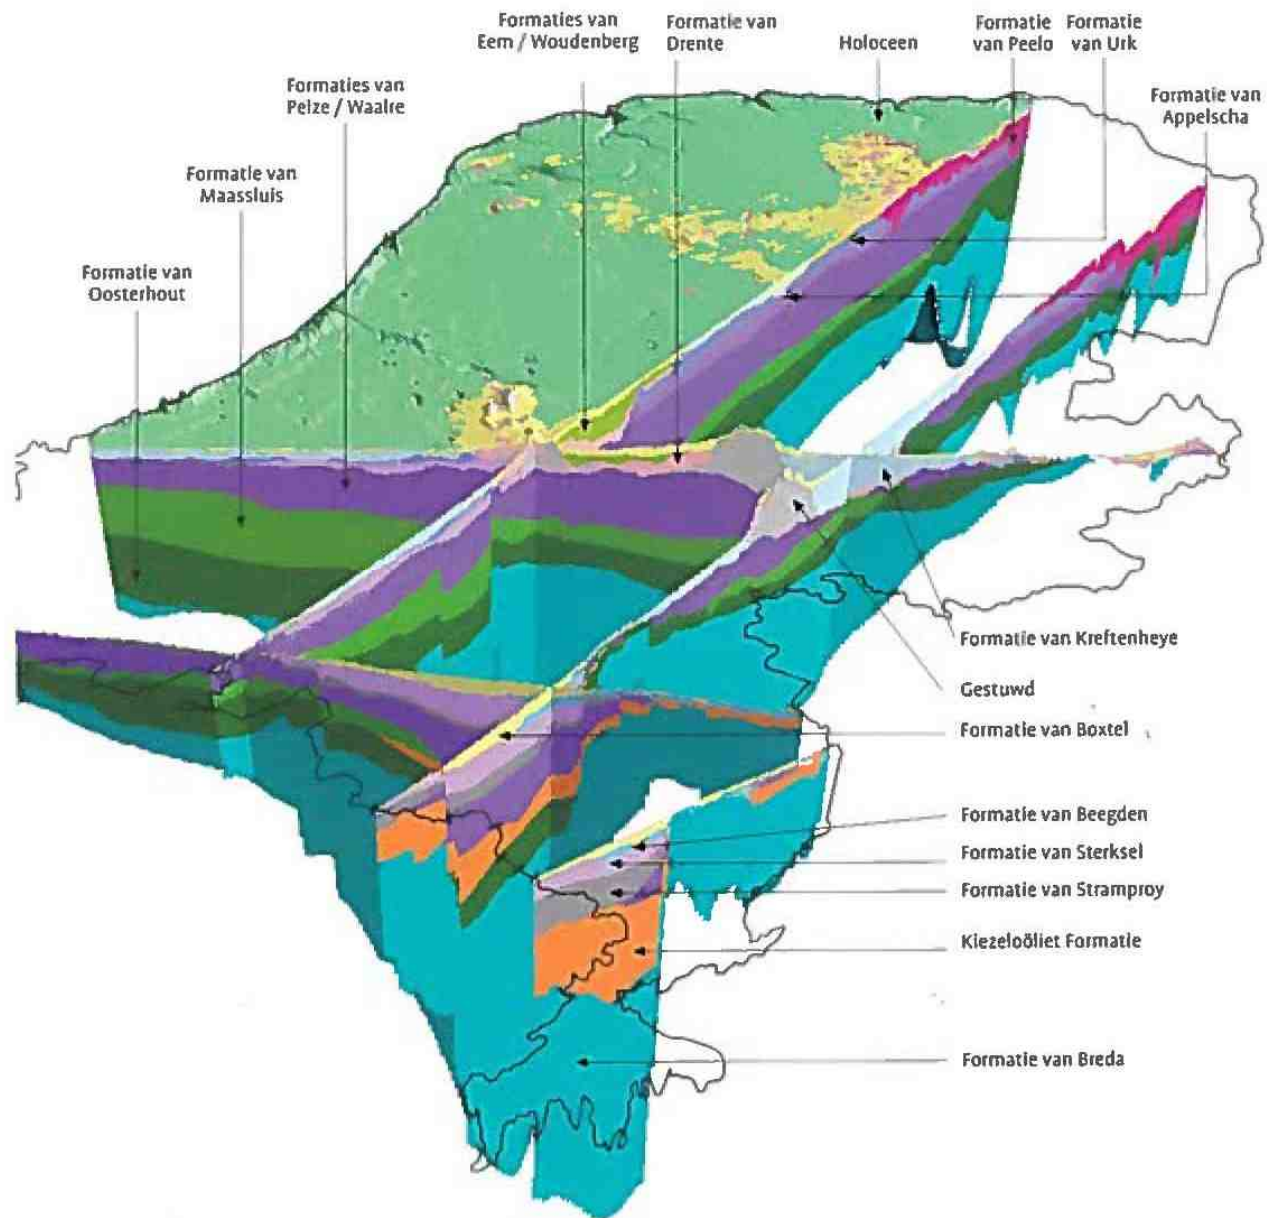 Formaties van
Eem / Woudenberg
Formatie van
Drente
Holoceen
Formatie
van Peelo
Formatie
van Urk
Formaties van
Peize / Waalre
Formatie van
Appelscha
Formatie van
Maassluis
Formatie van
Oosterhout
Formatie van Kreftenheye
Gestuwd
Formatie van Boxtel
Formatie van Beegden
Formatie van Sterksel
Formatie van Stramproy
Kiezeloöliet Formatie
Formatie van Breda